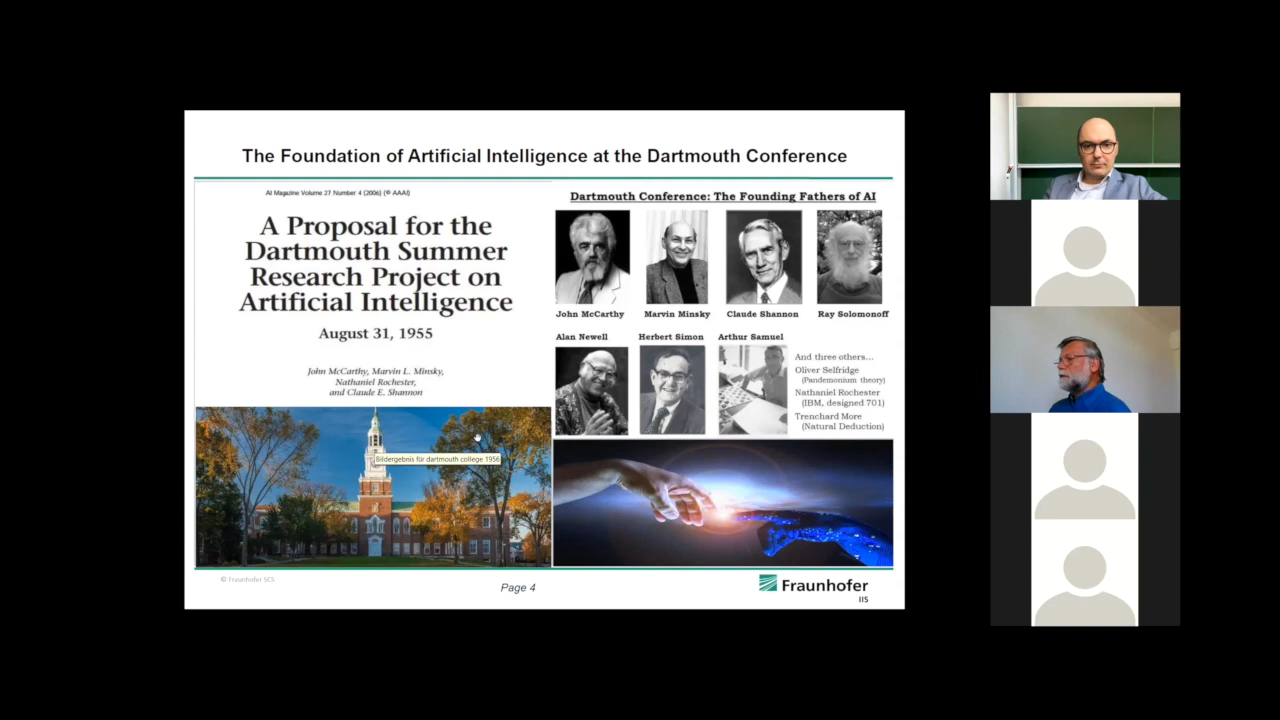 The Foundation of Artificial Intelligence at the Dartmouth Conference
AI Magazine Volume 27 Number 4 (2006) (© AAAI)
A Proposal for the
Dartmouth Summer
Research Project on
Artificial Intelligence
August 31, 1955
John McCarthy, Marvin L. Minsky,
Nathaniel Rochester,
and Claude E. Shannon
Bildergebnis für dartmouth college 1956
Dartmouth Conference: The Founding Fathers of AI
John McCarthy
Marvin Minsky
Claude Shannon
Ray Solomonoff
Alan Newell
Herbert Simon
Arthur Samuel
And three others...
Oliver Selfridge
(Pandemonium theory)
Nathaniel Rochester
(IBM, designed 701)
Trenchard More
(Natural Deduction)
© Fraunhofer SCS
Page 4
Fraunhofer
IIS